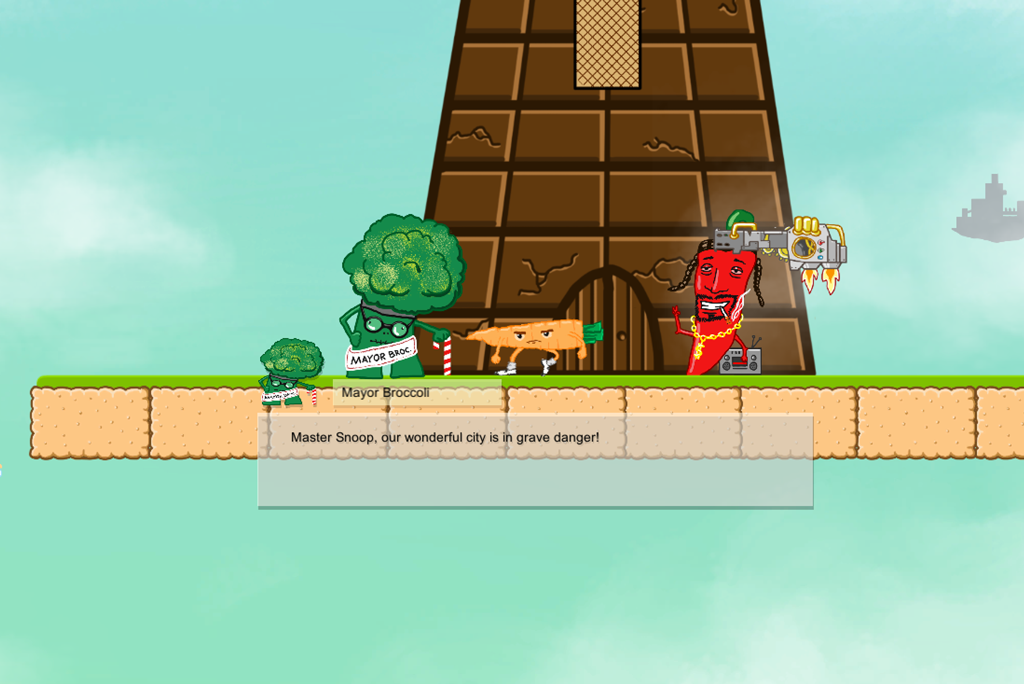 MAYOR BROC.
Mayor Broccoli
Master Snoop, our wonderful city is in grave danger!